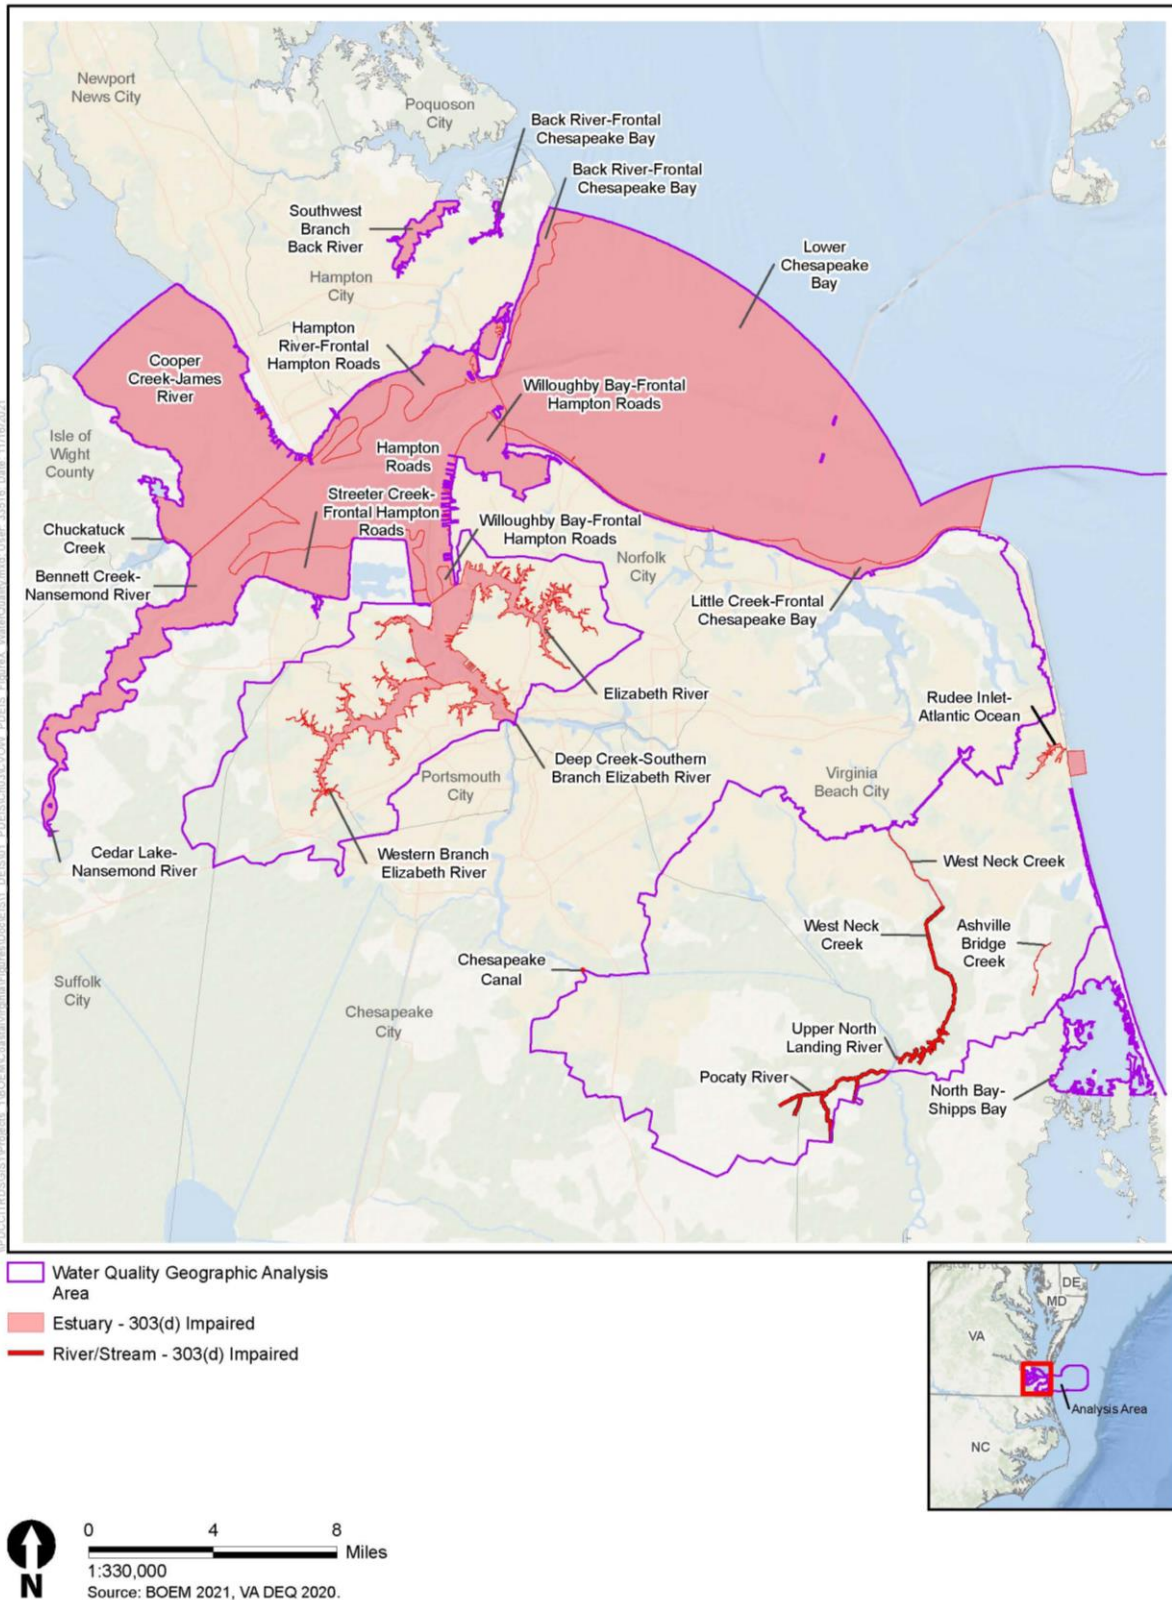 Newport
News City
Poquoson
City
Back River-Frontal
Chesapeake Bay
Back River-Frontal
Chesapeake Bay
Southwest
Branch
Back River
Hampton
City
Lower
Chesapeake
Bay
Hampton
River-Frontal
Hampton Roads
Cooper
Creek-James
River
Willoughby Bay-Frontal
Hampton Roads
Isle of
Wight
County
Hampton
Roads
Streeter Creek-
Frontal Hampton
Roads
Willoughby Bay-Frontal
Hampton Roads
Chuckatuck
Creek
Norfolk
City
Bennett Creek-
Nansemond River
Little Creek-Frontal
Chesapeake Bay
Elizabeth River
Rudee Inlet-
Atlantic Ocean
Deep Creek-Southern
Branch Elizabeth River
Portsmouth
City
Virginia
Beach City
Cedar Lake-
Nansemond River
Western Branch
Elizabeth River
West Neck Creek
West Neck
Creek
Ashville
Bridge
Creek
Chesapeake
Canal
Suffolk
City
Chesapeake
City
Upper North
Landing River
Pocaty River
North Bay-
Shipps Bay
Water Quality Geographic Analysis
Area
Estuary - 303(d) Impaired
River/Stream - 303(d) Impaired
DE
MD
VA
Analysis Area
NC
N
0 4 8
Miles
1:330,000
Source: BOEM 2021, VA DEQ 2020.